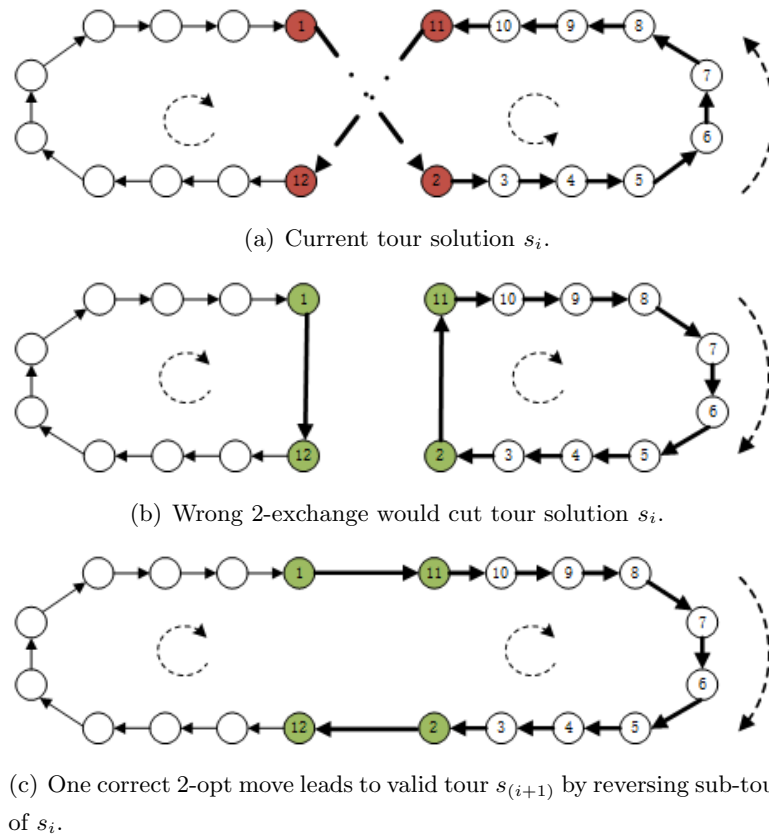 1 11 10 9 8
7
6
12 2 3 4 5
(a) Current tour solution s_i.
1 11 10 9 8
7
6
12 2 3 4 5
(b) Wrong 2-exchange would cut tour solution s_i.
1 11 10 9 8
7
6
12 2 3 4 5
(c) One correct 2-opt move leads to valid tour s_(i+1) by reversing sub-tou
of s_i.